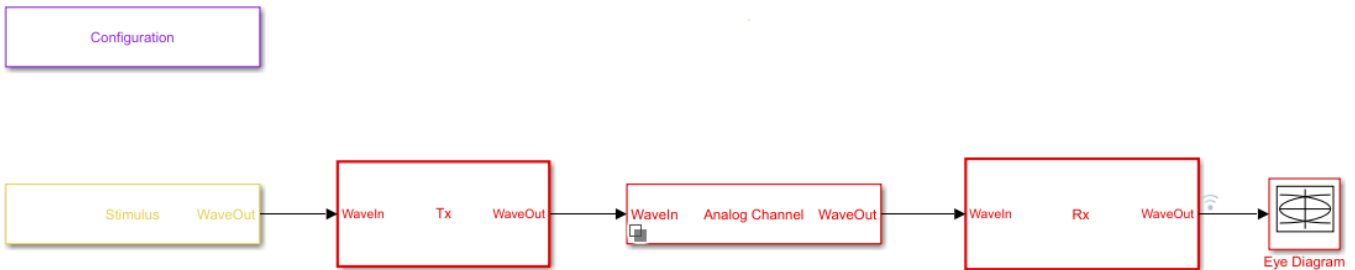 Configuration
Stimulus WaveOut WaveIn Tx WaveOut WaveIn Analog Channel WaveOut WaveIn Rx WaveOut
Eye Diagram